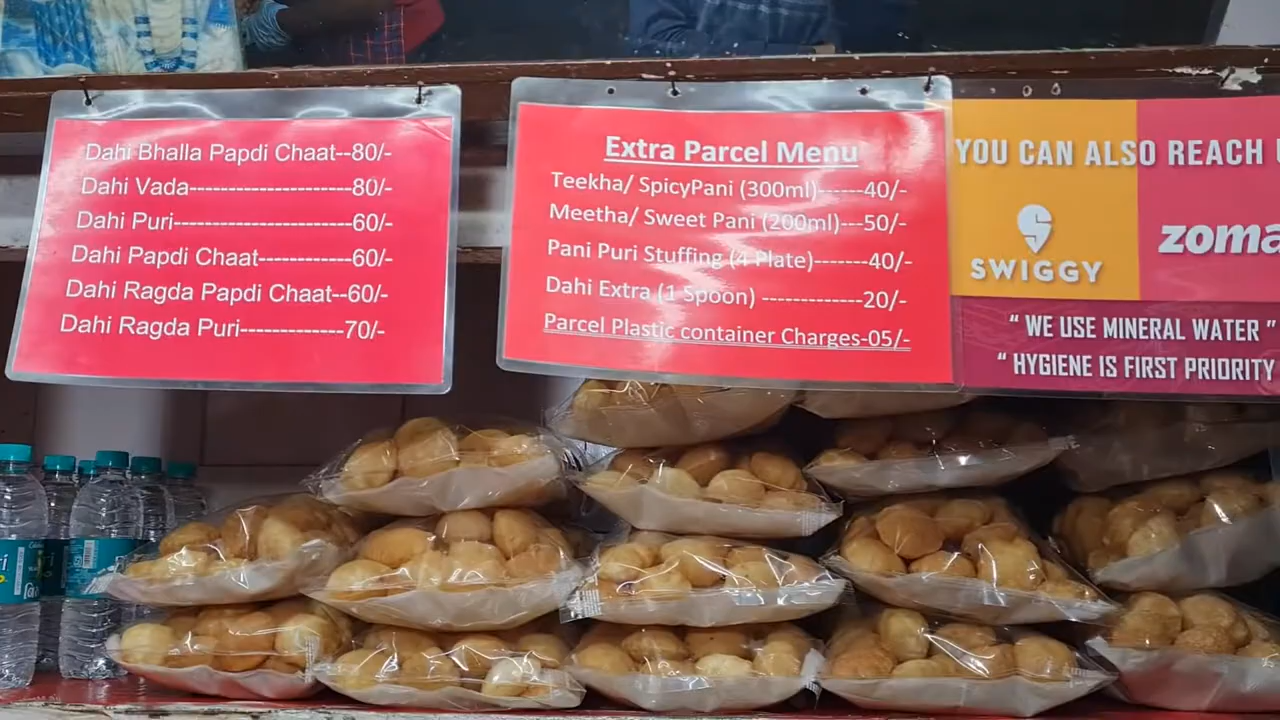 Dahi Bhalla Papdi Chaat--80/-
Dahi Vada---------------------80/-
Dahi Puri-----------------------60/-
Dahi Papdi Chaat------------60/-
Dahi Ragda Papdi Chaat--60/-
Dahi Ragda Puri-------------70/-
Extra Parcel Menu
Teekha/ SpicyPani (300ml)------40/-
Meetha/ Sweet Pani (200ml)---50/-
Pani Puri Stuffing (4 Plate)-------40/-
Dahi Extra (1 Spoon) -------------20/-
Parcel Plastic container Charges-05/-
YOU CAN ALSO REACH
SWIGGY
zoma
" WE USE MINERAL WATER "
" HYGIENE IS FIRST PRIORITY